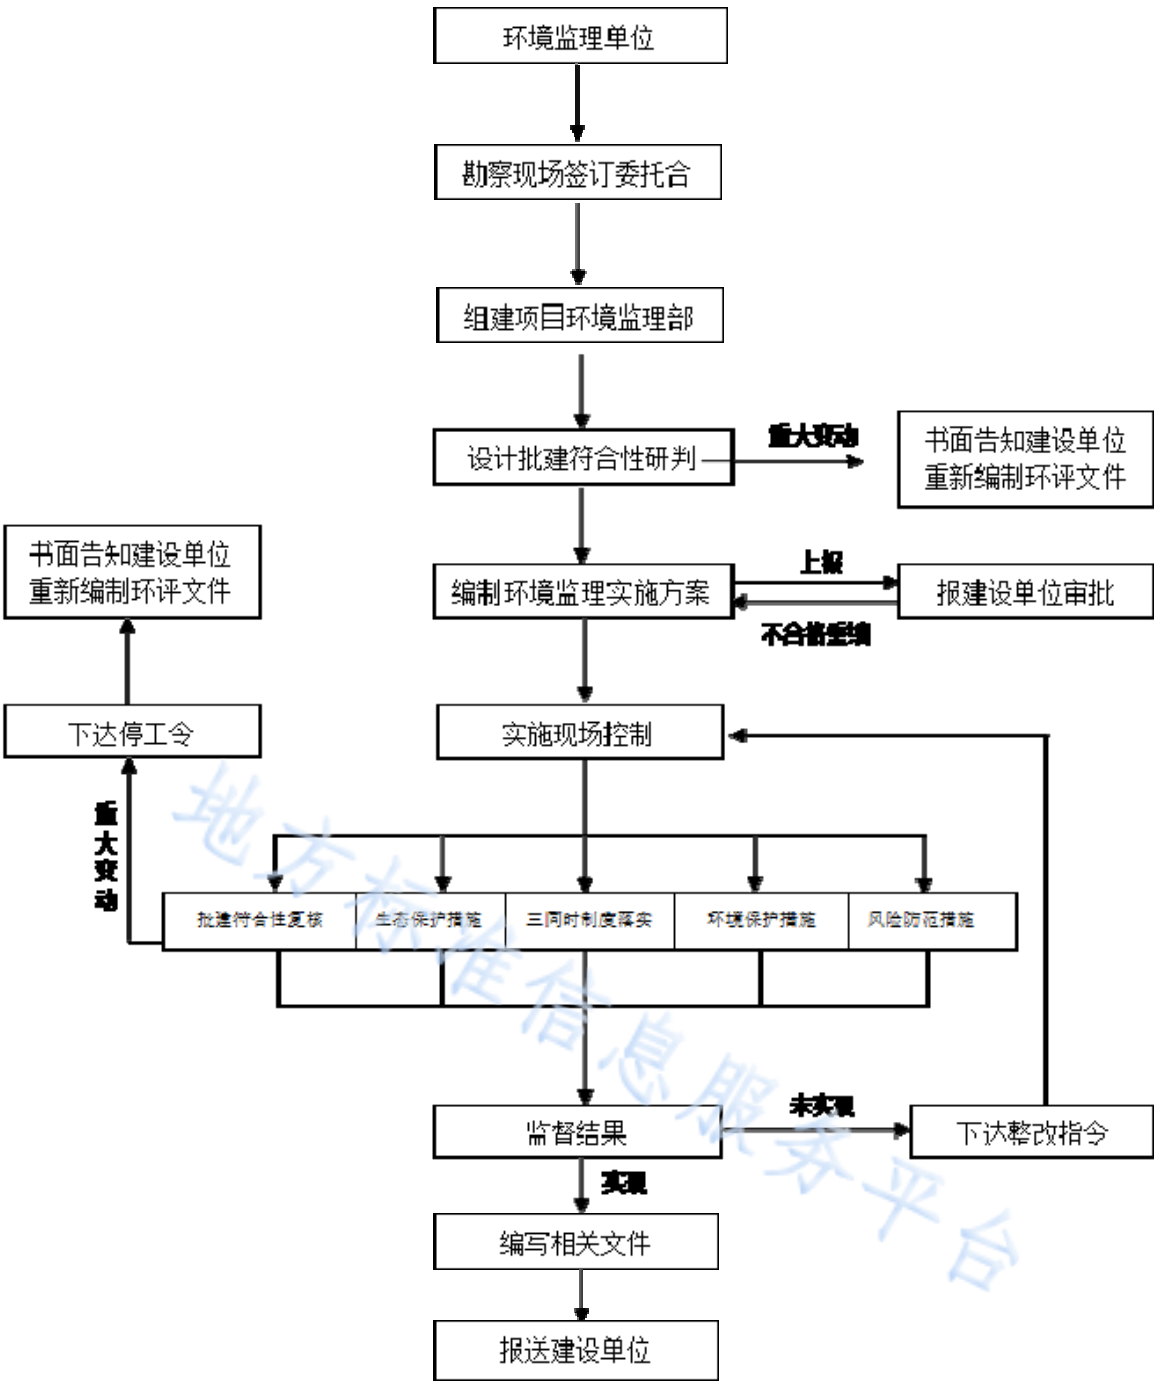 环境监理单位
勘察现场签订委托合
组建项目环境监理部
设计批建符合性研判
重大变动
书面告知建设单位
重新编制环评文件
书面告知建设单位
重新编制环评文件
编制环境监理实施方案
上报
报建设单位审批
不合格重编
下达停工令
实施现场控制
重大变动
批建符合性复核
生态保护措施
三同时制度落实
环境保护措施
风险防范措施
监督结果
未实现
下达整改指令
实现
编写相关文件
报送建设单位
地方标准信息服务平台